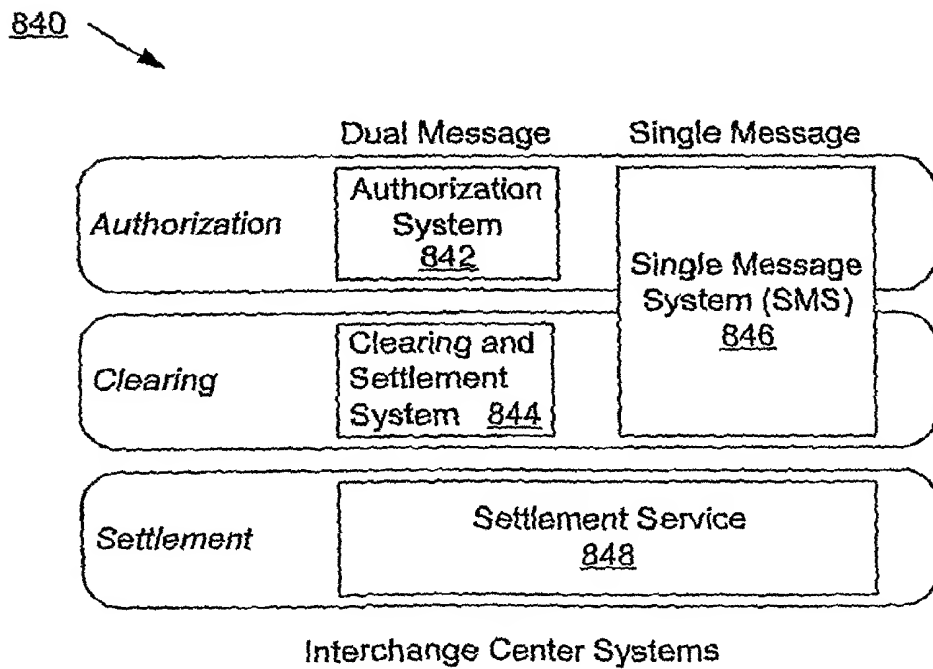 840
Dual Message Single Message
Authorization
Authorization
System
842
Single Message
System (SMS)
846
Clearing
Clearing and
Settlement
System 844
Settlement
Settlement Service
848
Interchange Center Systems